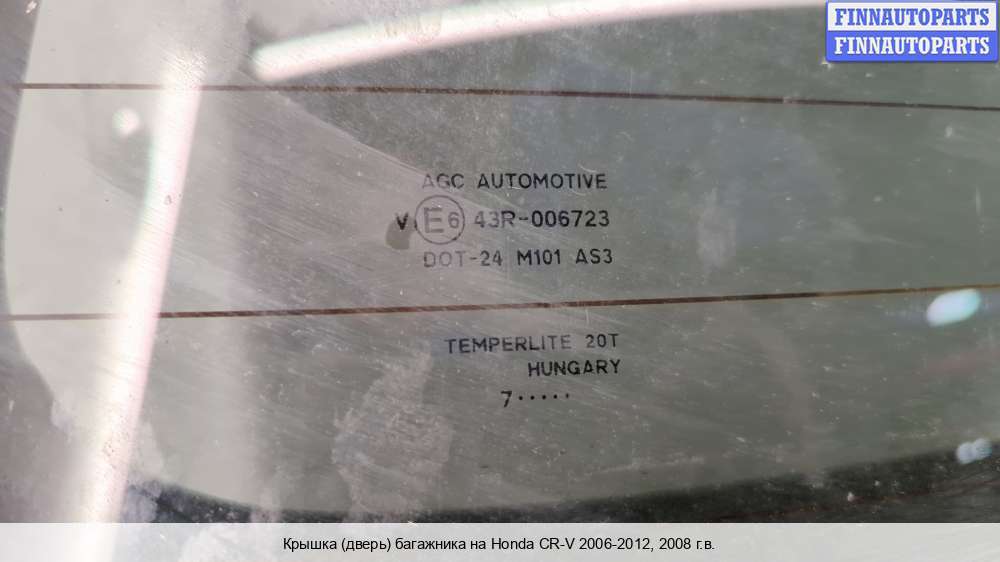 FINNAUTOPARTS
FINNAUTOPARTS
AGC AUTOMOTIVE
V E6 43R-006723
DOT-24 M101 AS3
TEMPERLITE 20T
HUNGARY
7·····
Крышка (дверь) багажника на Honda CR-V 2006-2012, 2008 г.в.